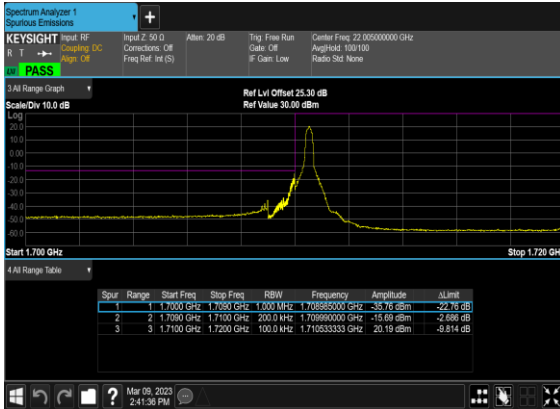 Spectrum Analyzer 1
Spurious Emissions
+
KEYSIGHT
R T
Input: RF
Coupling: DC
Align: Off
Input Z: 50 Ω
Corrections: Off
Freq Ref: Int (S)
Atten: 20 dB
Trig: Free Run
Gate: Off
IF Gain: Low
Center Freq: 22.005000000 GHz
Avg|Hold: 100/100
Radio Std: None
PASS
3 All Range Graph
Scale/Div 10.0 dB
Ref Lvl Offset 25.30 dB
Ref Value 30.00 dBm
Log
20.0
10.0
0.00
-10.0
-20.0
-30.0
-40.0
-50.0
-60.0
Start 1.700 GHz
Stop 1.720 GH
4 All Range Table
Spur Range Start Freq Stop Freq RBW Frequency Amplitude ΔLimit
1 1 1.7000 GHz 1.7090 GHz 1.000 MHz 1.708985000 GHz -35.76 dBm -22.76 dB
2 2 1.7090 GHz 1.7100 GHz 200.0 kHz 1.709990000 GHz -15.69 dBm -2.686 dB
3 3 1.7100 GHz 1.7200 GHz 100.0 kHz 1.710533333 GHz 20.19 dBm -9.814 dB
?
Mar 09, 2023
2:41:36 PM